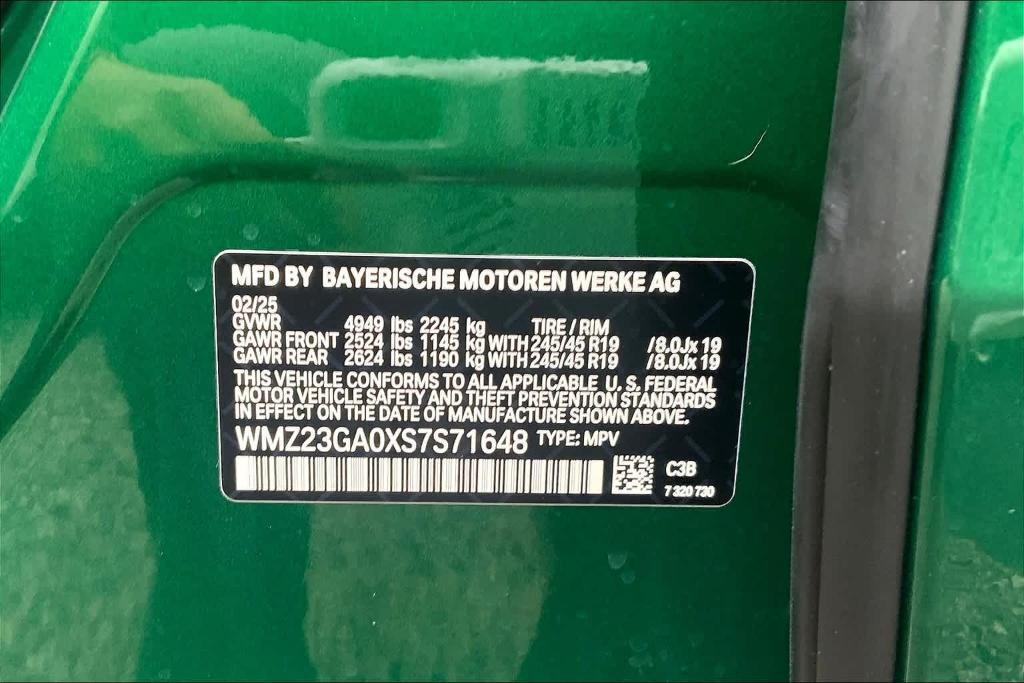 MFD BY BAYERISCHE MOTOREN WERKE AG
02/25
GVWR 4949 lbs 2245 kg TIRE / RIM
GAWR FRONT 2524 lbs 1145 kg WITH 245/45 R19 /8.0Jx 19
GAWR REAR 2624 lbs 1190 kg WITH 245/45 R19 /8.0Jx 19
THIS VEHICLE CONFORMS TO ALL APPLICABLE U. S. FEDERAL
MOTOR VEHICLE SAFETY AND THEFT PREVENTION STANDARDS
IN EFFECT ON THE DATE OF MANUFACTURE SHOWN ABOVE.
WMZ23GA0XS7S71648 TYPE: MPV
C3B
7 320 730